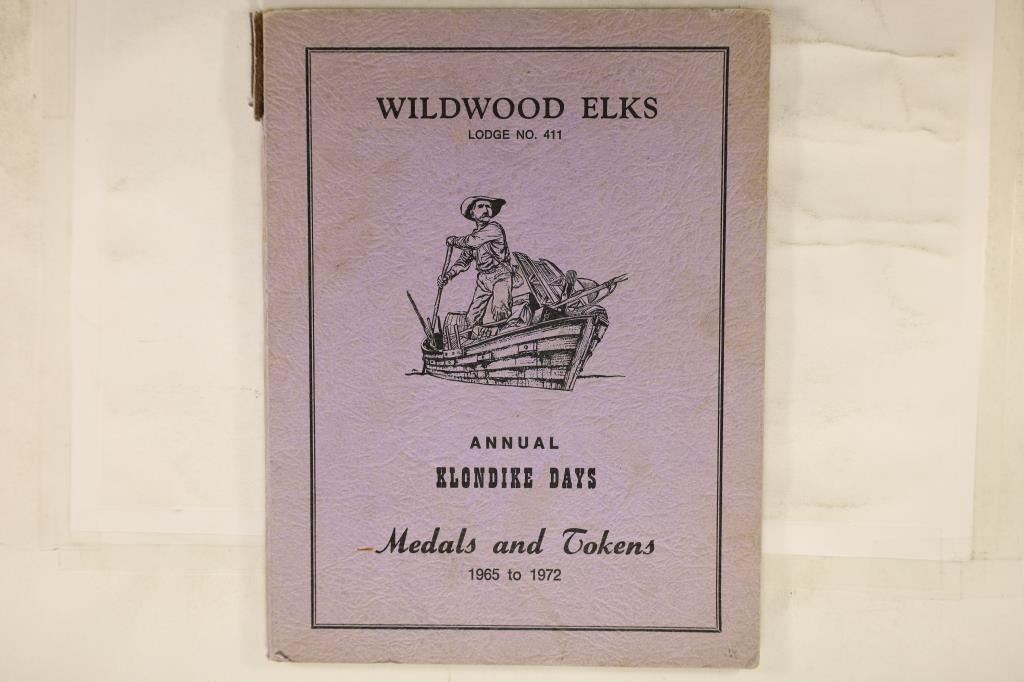 WILDWOOD ELKS
LODGE NO. 411
ANNUAL
KLONDIKE DAYS
Medals and Tokens
1965 to 1972